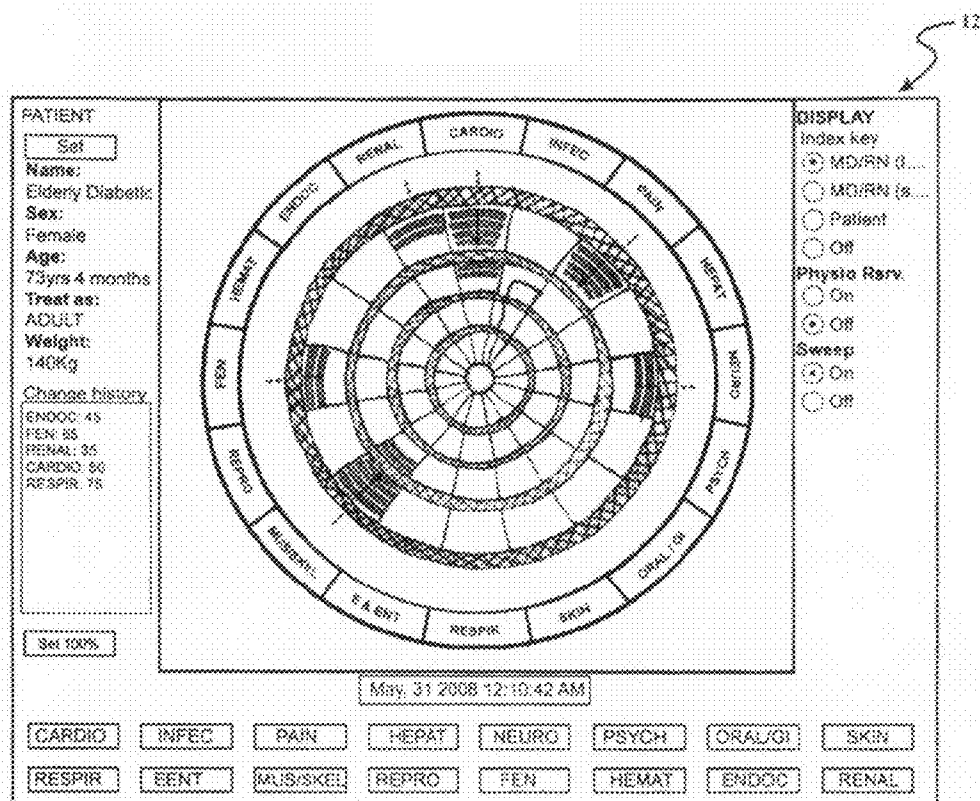 12
PATIENT
Set
Name:
Elderly Diabetic
Sex:
Female
Age:
73yrs 4 months
Treat as:
ADULT
Weight:
140Kg
Change history
ENDOC: 45
FEN: 55
RENAL: 35
CARDIO: 50
RESPIR: 75
Set 100%
CARDIO
INFEC
PAIN
HEPAT
NEURO
PSYCH
ORAL / GI
SKIN
RESPIR
E & ENT
MUS/SKEL
REPRO
FEN
HEMAT
ENDOC
RENAL
DISPLAY
Index key
MD/RN (l....
MD/RN (s....
Patient
Off
Physio Rsrv.
On
Off
Sweep
On
Off
May, 31 2008 12:10:42 AM
CARDIO INFEC PAIN HEPAT NEURO PSYCH ORAL/GI SKIN
RESPIR EENT MUS/SKEL REPRO FEN HEMAT ENDOC RENAL